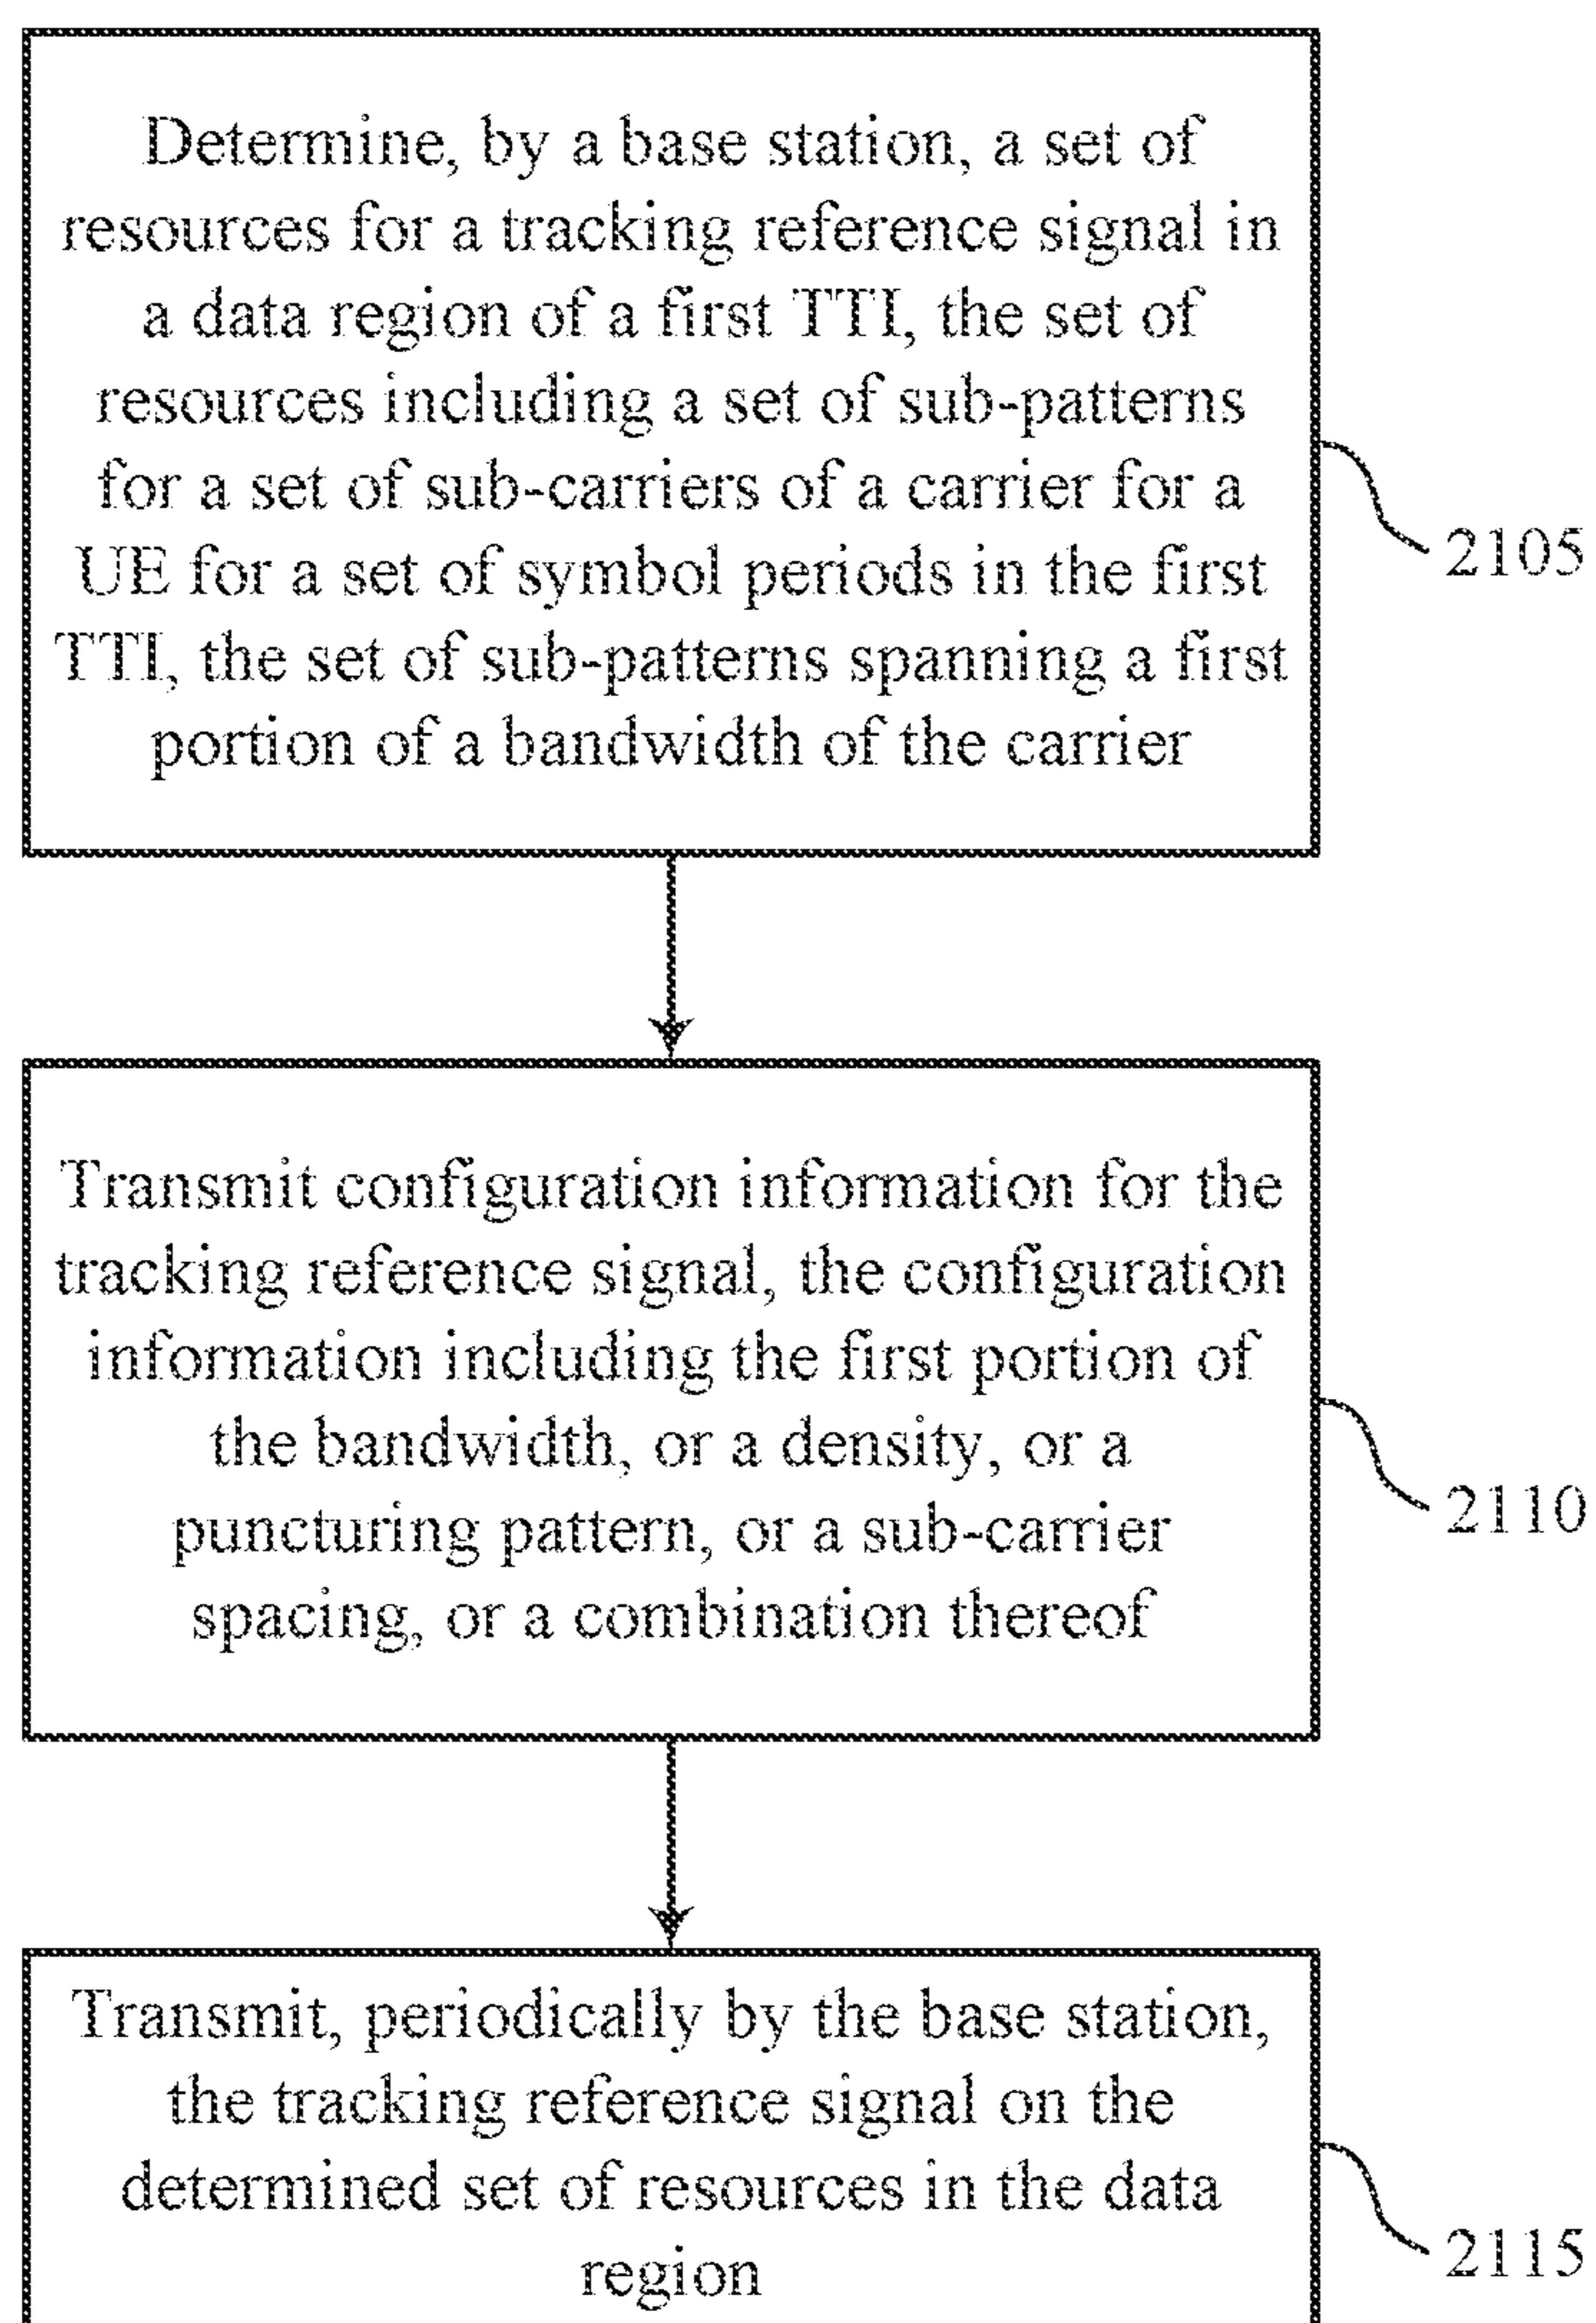 Determine, by a base station, a set of
resources for a tracking reference signal in
a data region of a first TTI, the set of
resources including a set of sub-patterns
for a set of sub-carriers of a carrier for a
UE for a set of symbol periods in the first
TTI, the set of sub-patterns spanning a first
portion of a bandwidth of the carrier
2105
Transmit configuration information for the
tracking reference signal, the configuration
information including the first portion of
the bandwidth, or a density, or a
puncturing pattern, or a sub-carrier
spacing, or a combination thereof
2110
Transmit, periodically by the base station,
the tracking reference signal on the
determined set of resources in the data
region
2115